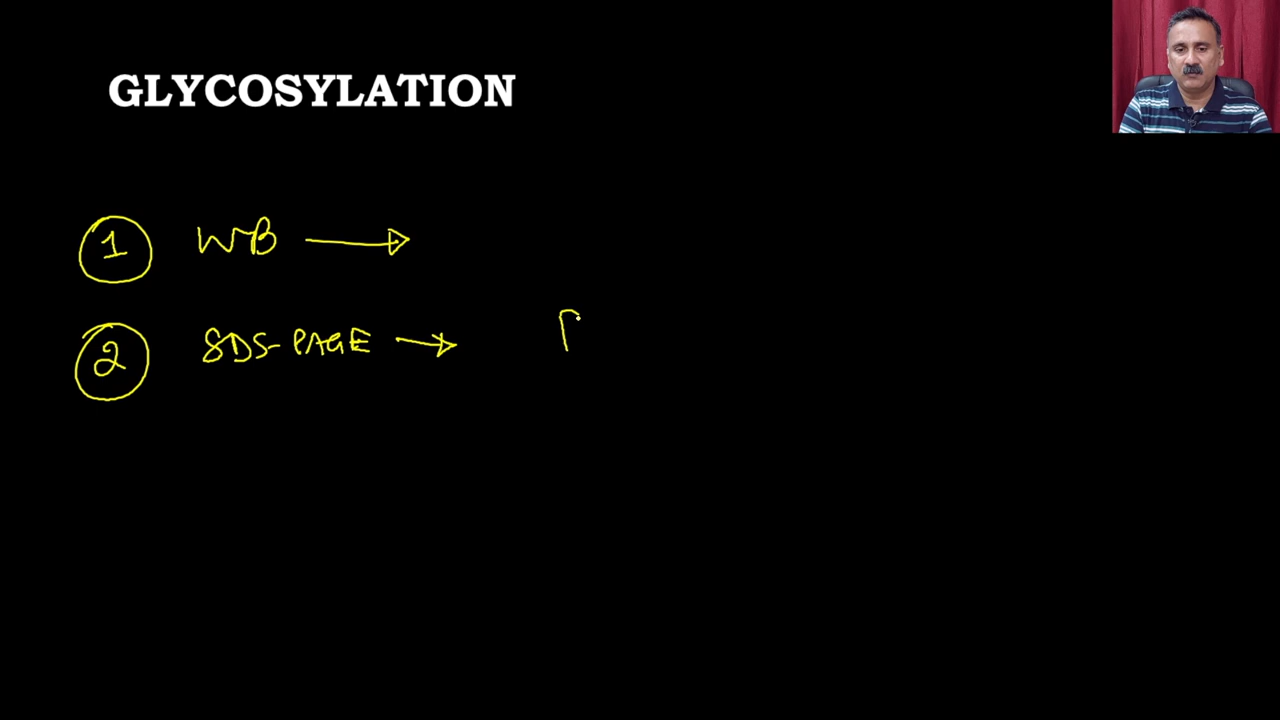 GLYCOSYLATION
1 WB →
2 SDS-PAGE →